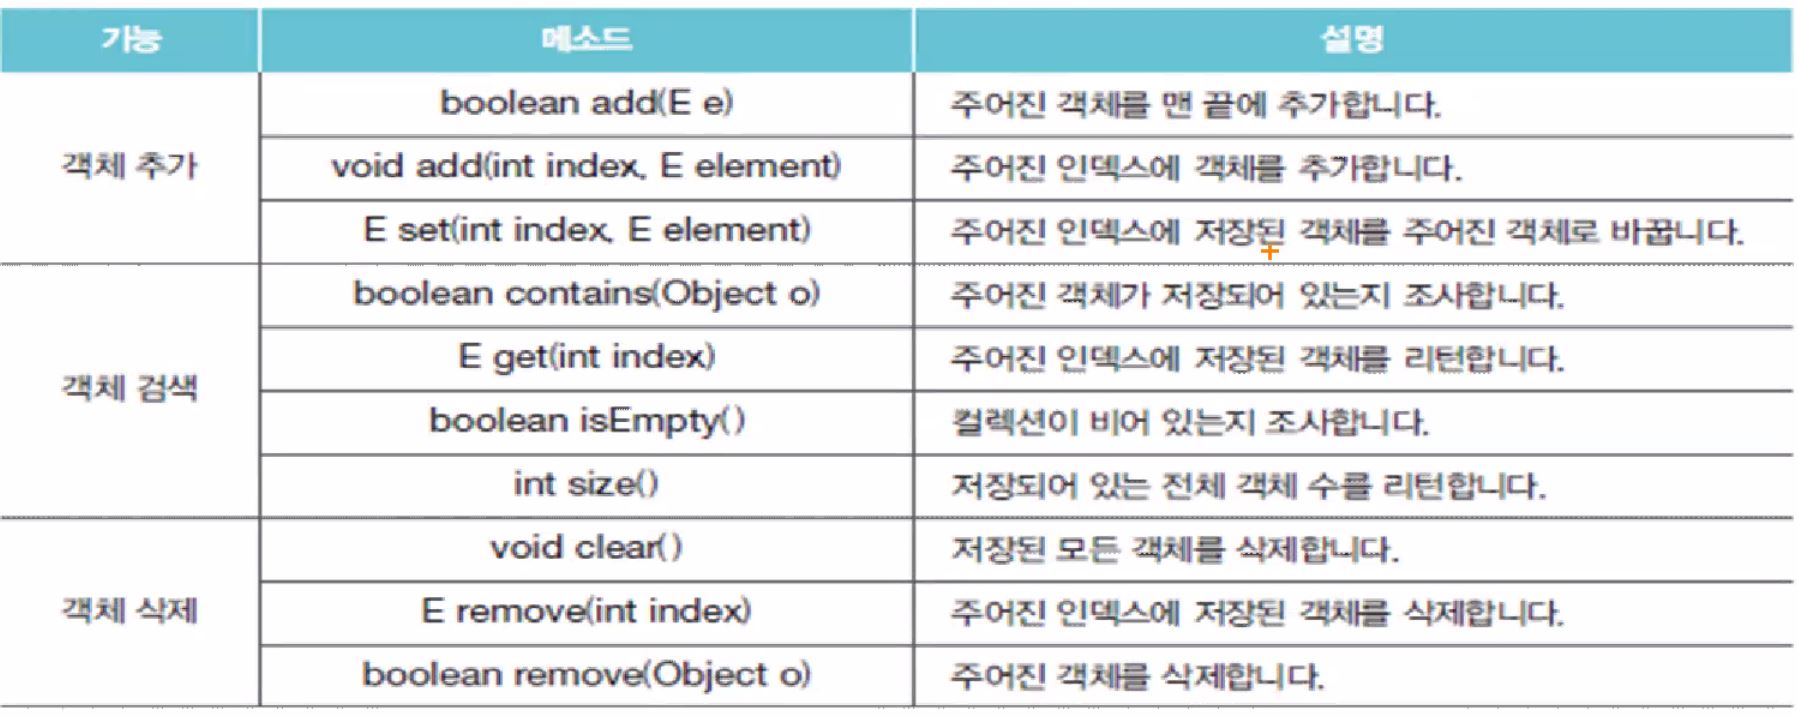 가능 메소드 설명
객체 추가
boolean add(E e) 주어진 객체를 맨 끝에 추가합니다.
void add(int index, E element) 주어진 인덱스에 객체를 추가합니다.
E set(int index, E element) 주어진 인덱스에 저장된 객체를 주어진 객체로 바꿉니다.
객체 검색
boolean contains(Object o) 주어진 객체가 저장되어 있는지 조사합니다.
E get(int index) 주어진 인덱스에 저장된 객체를 리턴합니다.
boolean isEmpty() 컬렉션이 비어 있는지 조사합니다.
int size() 저장되어 있는 전체 객체 수를 리턴합니다.
객체 삭제
void clear() 저장된 모든 객체를 삭제합니다.
E remove(int index) 주어진 인덱스에 저장된 객체를 삭제합니다.
boolean remove(Object o) 주어진 객체를 삭제합니다.